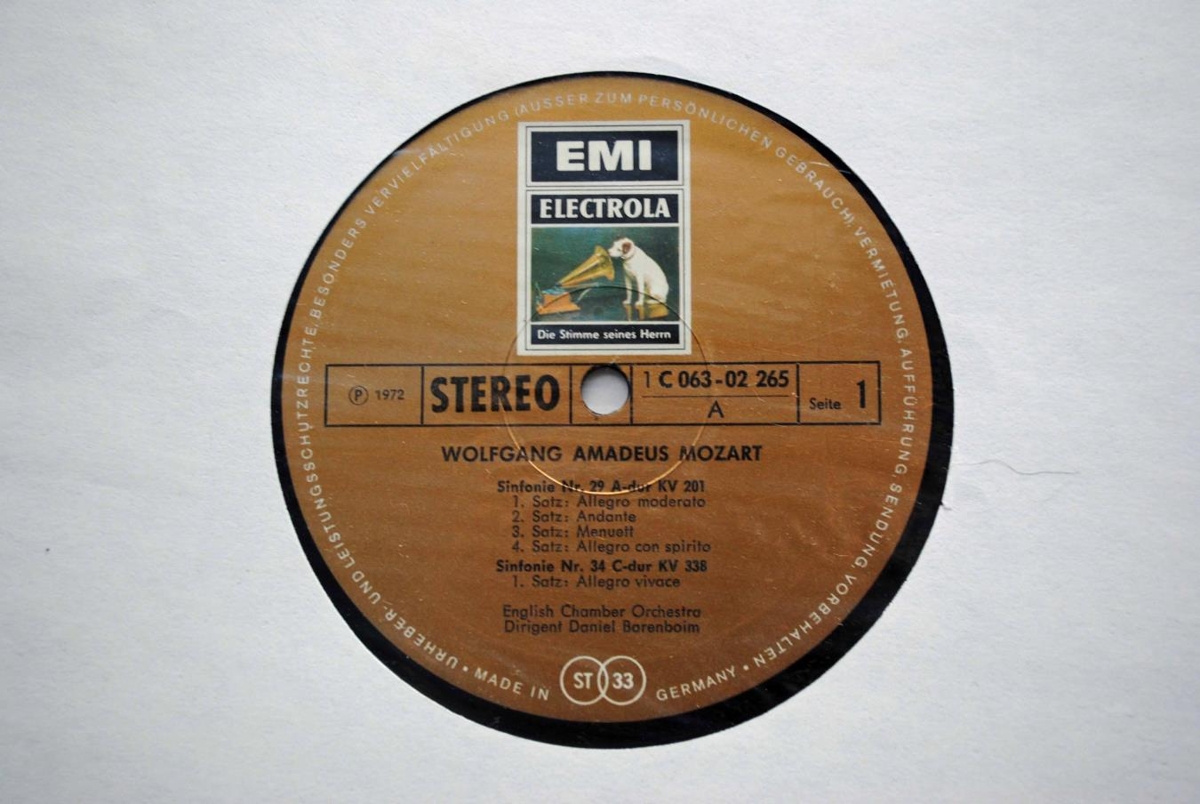 URHEBER- UND LEISTUNGSSCHUTZRECHTE, BESONDERS VERVIELFÄLTIGUNG (AUSSER ZUM PERSÖNLICHEN GEBRAUCH), VERMIETUNG, AUFFÜHRUNG, SENDUNG, VORBEHALTEN •
EMI
ELECTROLA
Die Stimme seines Herrn
Ⓟ 1972
STEREO
1 C 063-02 265
A
Seite 1
WOLFGANG AMADEUS MOZART
Sinfonie Nr. 29 A-dur KV 201
1. Satz: Allegro moderato
2. Satz: Andante
3. Satz: Menuett
4. Satz: Allegro con spirito
Sinfonie Nr. 34 C-dur KV 338
1. Satz: Allegro vivace
English Chamber Orchestra
Dirigent Daniel Barenboim
• MADE IN ST 33 GERMANY